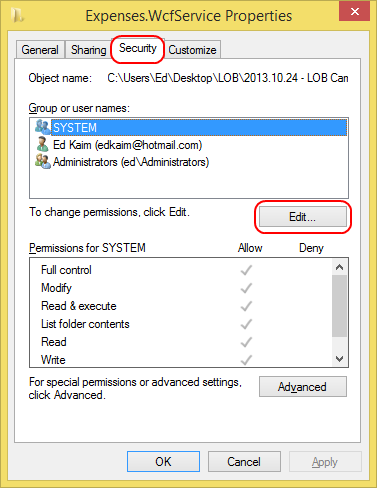 Expenses.WcfService Properties
General Sharing Security Customize
Object name: C:\Users\Ed\Desktop\LOB\2013.10.24 - LOB Cam
Group or user names:
SYSTEM
Ed Kaim (edkaim@hotmail.com)
Administrators (ed\Administrators)
To change permissions, click Edit.
Edit...
Permissions for SYSTEM Allow Deny
Full control
Modify
Read & execute
List folder contents
Read
Write
For special permissions or advanced settings,
click Advanced.
Advanced
OK Cancel Apply